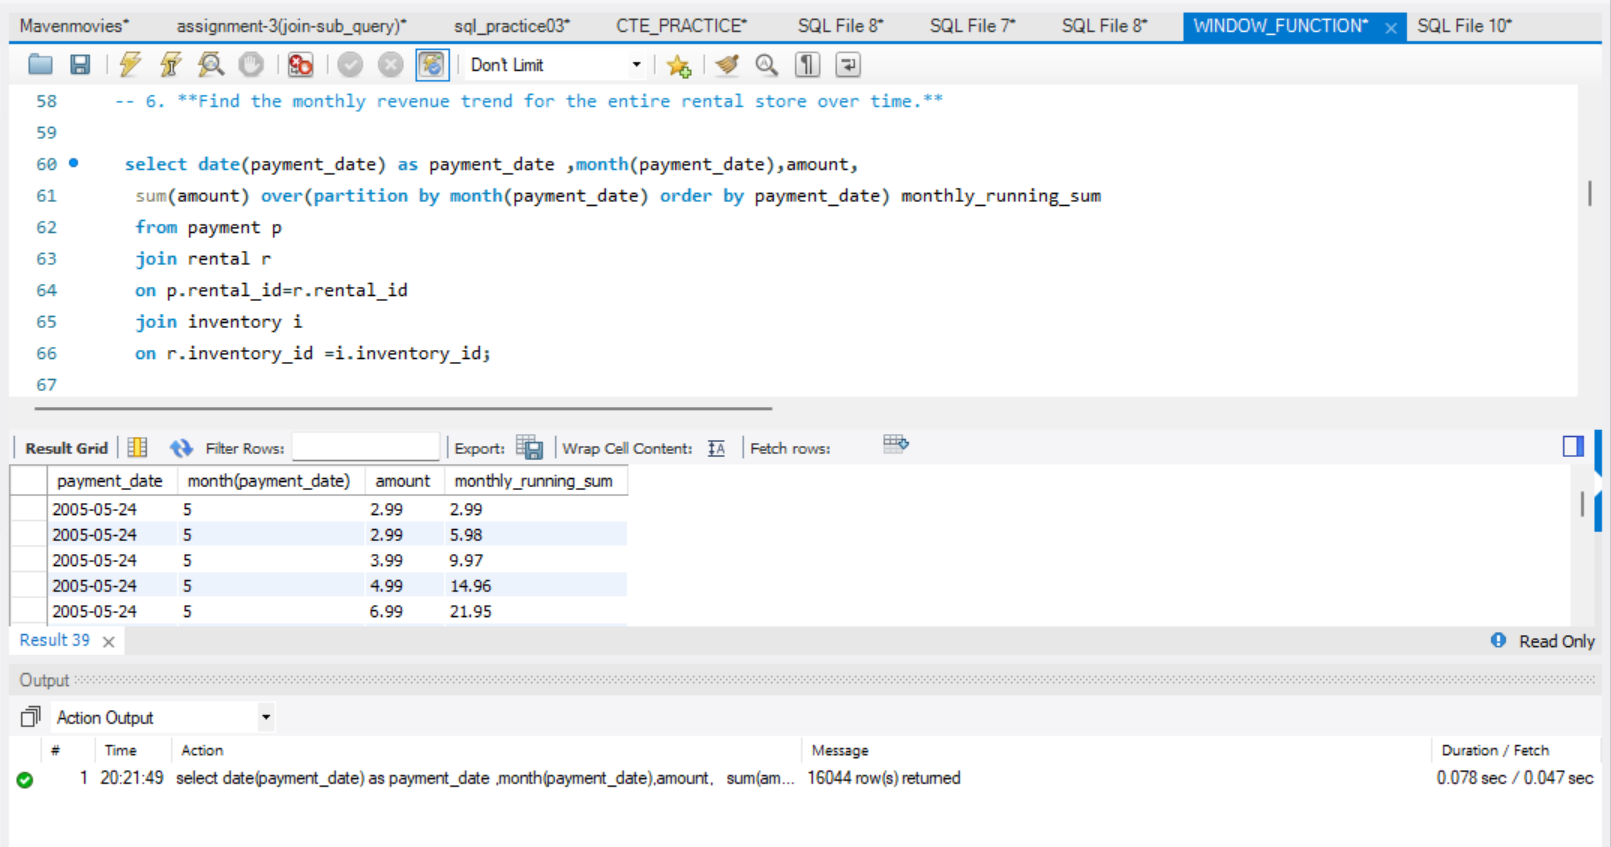 Mavenmovies* assignment-3(join-sub_query)* sql_practice03* CTE_PRACTICE* SQL File 8* SQL File 7* SQL File 8* WINDOW_FUNCTION* SQL File 10*
Don't Limit
58 -- 6. **Find the monthly revenue trend for the entire rental store over time.**
59
60 select date(payment_date) as payment_date ,month(payment_date),amount,
61 sum(amount) over(partition by month(payment_date) order by payment_date) monthly_running_sum
62 from payment p
63 join rental r
64 on p.rental_id=r.rental_id
65 join inventory i
66 on r.inventory_id =i.inventory_id;
67
Result Grid Filter Rows: Export: Wrap Cell Content: Fetch rows:
payment_date month(payment_date) amount monthly_running_sum
2005-05-24 5 2.99 2.99
2005-05-24 5 2.99 5.98
2005-05-24 5 3.99 9.97
2005-05-24 5 4.99 14.96
2005-05-24 5 6.99 21.95
Result 39 Read Only
Output
Action Output
# Time Action Message Duration / Fetch
1 20:21:49 select date(payment_date) as payment_date ,month(payment_date),amount, sum(am... 16044 row(s) returned 0.078 sec / 0.047 sec